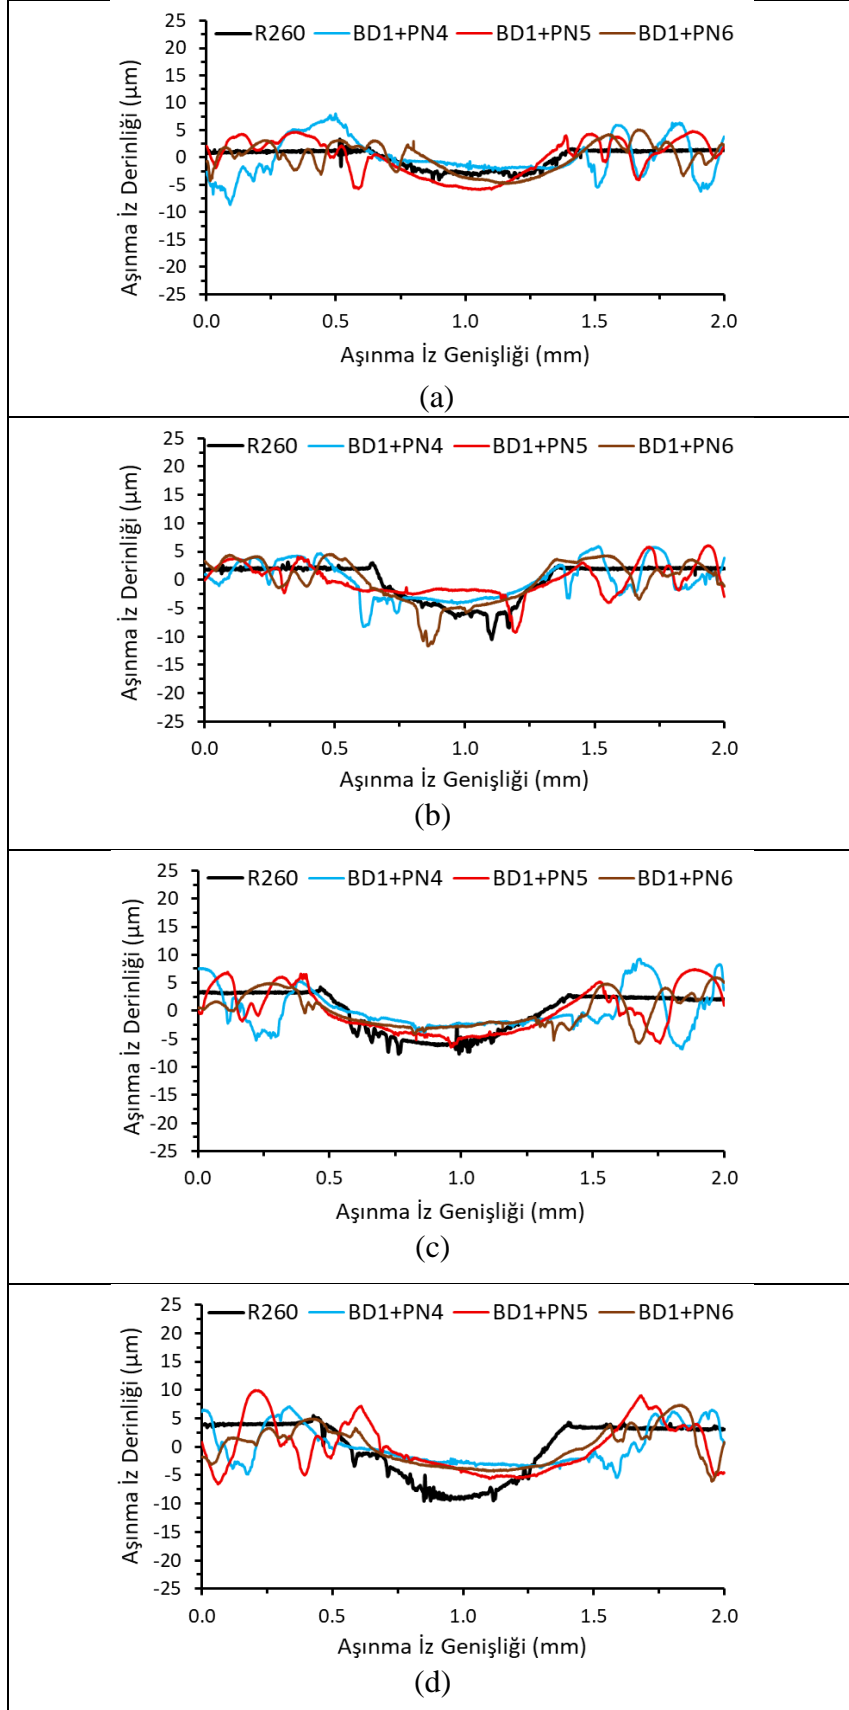 R260 BD1+PN4 BD1+PN5 BD1+PN6
Aşınma İz Derinliği (µm)
25
20
15
10
5
0
-5
-10
-15
-20
-25
0.0 0.5 1.0 1.5 2.0
Aşınma İz Genişliği (mm)
(a)
R260 BD1+PN4 BD1+PN5 BD1+PN6
Aşınma İz Derinliği (µm)
25
20
15
10
5
0
-5
-10
-15
-20
-25
0.0 0.5 1.0 1.5 2.0
Aşınma İz Genişliği (mm)
(b)
R260 BD1+PN4 BD1+PN5 BD1+PN6
Aşınma İz Derinliği (µm)
25
20
15
10
5
0
-5
-10
-15
-20
-25
0.0 0.5 1.0 1.5 2.0
Aşınma İz Genişliği (mm)
(c)
R260 BD1+PN4 BD1+PN5 BD1+PN6
Aşınma İz Derinliği (µm)
25
20
15
10
5
0
-5
-10
-15
-20
-25
0.0 0.5 1.0 1.5 2.0
Aşınma İz Genişliği (mm)
(d)